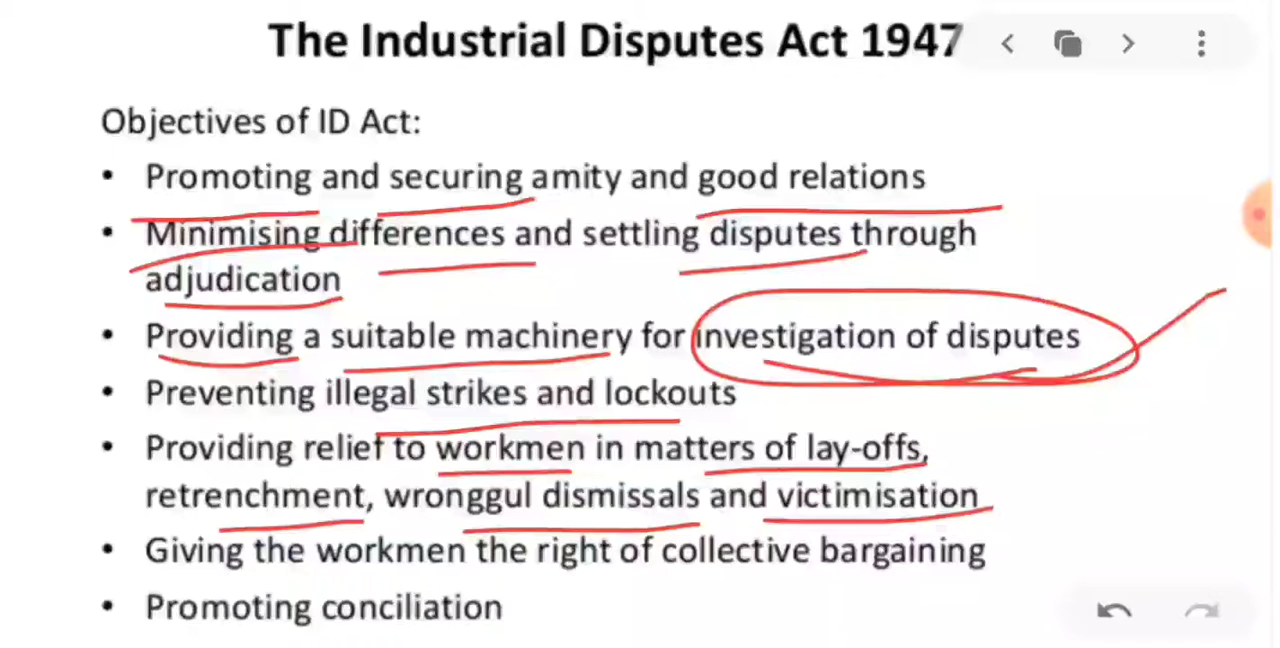 The Industrial Disputes Act 1947
Objectives of ID Act:
• Promoting and securing amity and good relations
• Minimising differences and settling disputes through
adjudication
• Providing a suitable machinery for investigation of disputes
• Preventing illegal strikes and lockouts
• Providing relief to workmen in matters of lay-offs,
retrenchment, wronggul dismissals and victimisation
• Giving the workmen the right of collective bargaining
• Promoting conciliation